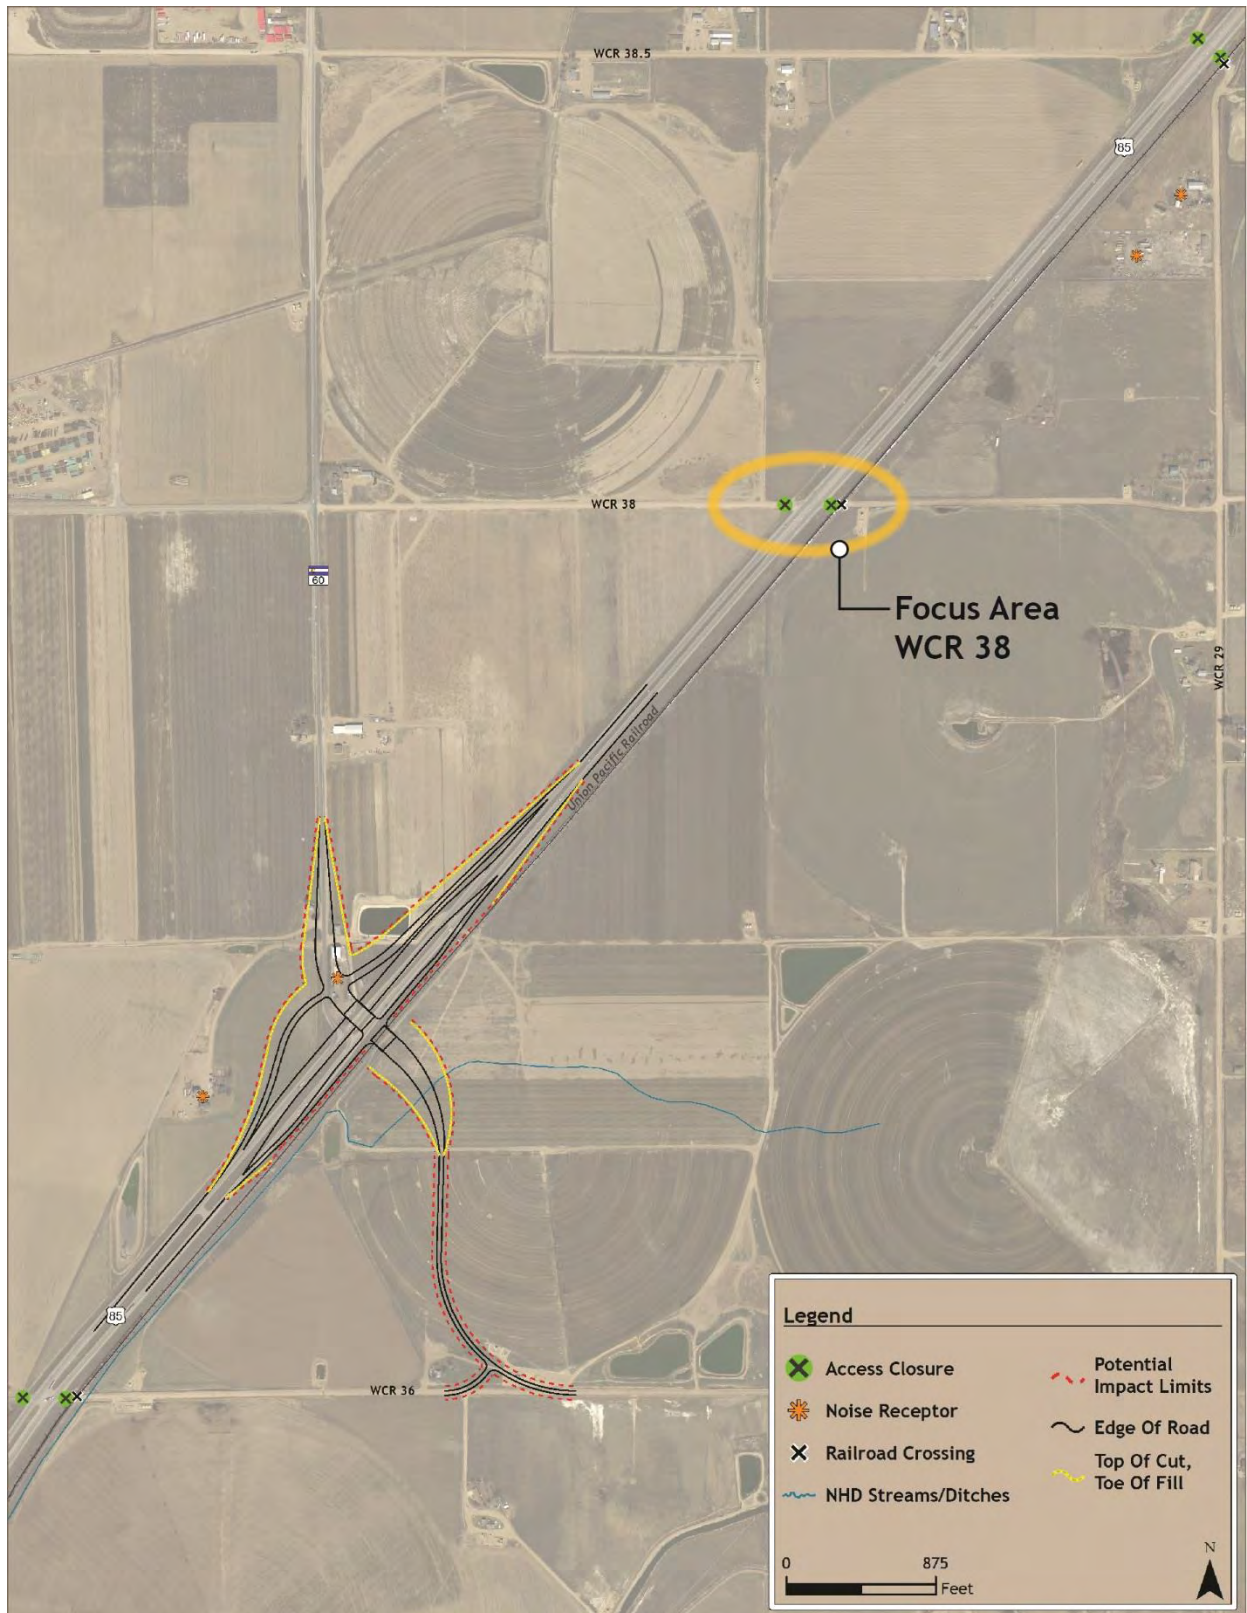 WCR 38.5
85
WCR 38
60
Focus Area
WCR 38
WCR 29
Union Pacific Railroad
85
WCR 36
Legend
Access Closure
Noise Receptor
Railroad Crossing
NHD Streams/Ditches
Potential
Impact Limits
Edge Of Road
Top Of Cut,
Toe Of Fill
0 875
Feet
N